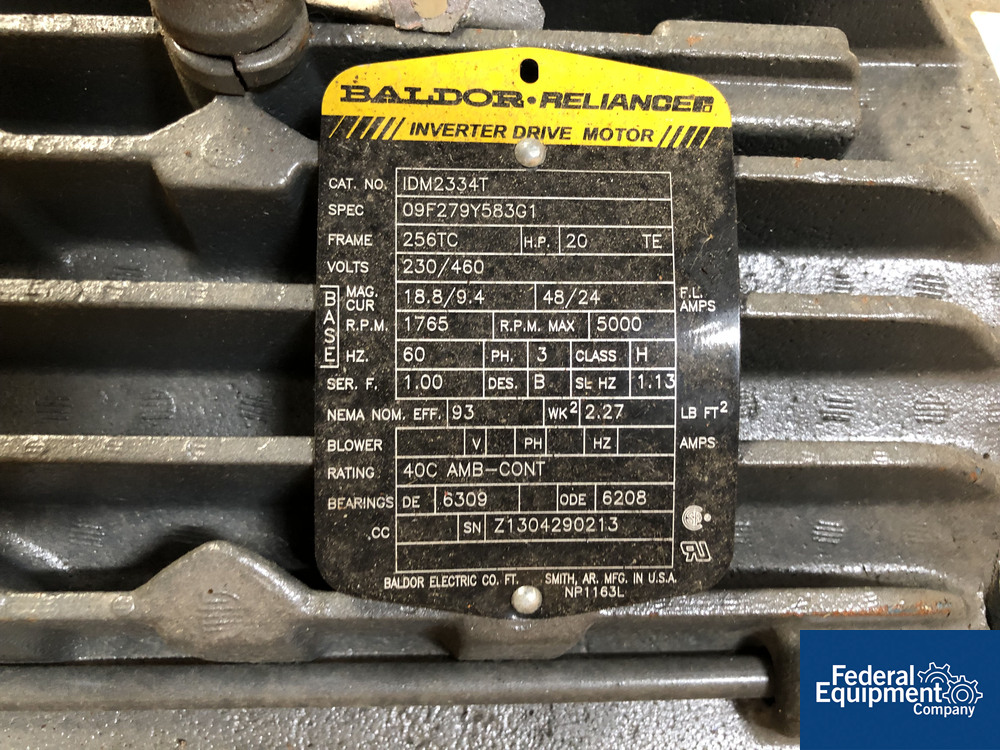 BALDOR • RELIANCER
INVERTER DRIVE MOTOR
CAT. NO. IDM2334T
SPEC 09F279Y583G1
FRAME 256TC H.P. 20 TE
VOLTS 230/460
BASE
MAG. CUR 18.8/9.4 48/24 F.L. AMPS
R.P.M. 1765 R.P.M. MAX 5000
HZ. 60 PH. 3 CLASS H
SER. F. 1.00 DES. B SL HZ 1.13
NEMA NOM. EFF. 93 WK² 2.27 LB FT²
BLOWER V PH HZ AMPS
RATING 40C AMB-CONT
BEARINGS DE 6309 ODE 6208
CC SN Z1304290213
BALDOR ELECTRIC CO. FT. SMITH, AR. MFG. IN U.S.A.
NP1163L
Federal
Equipment
Company